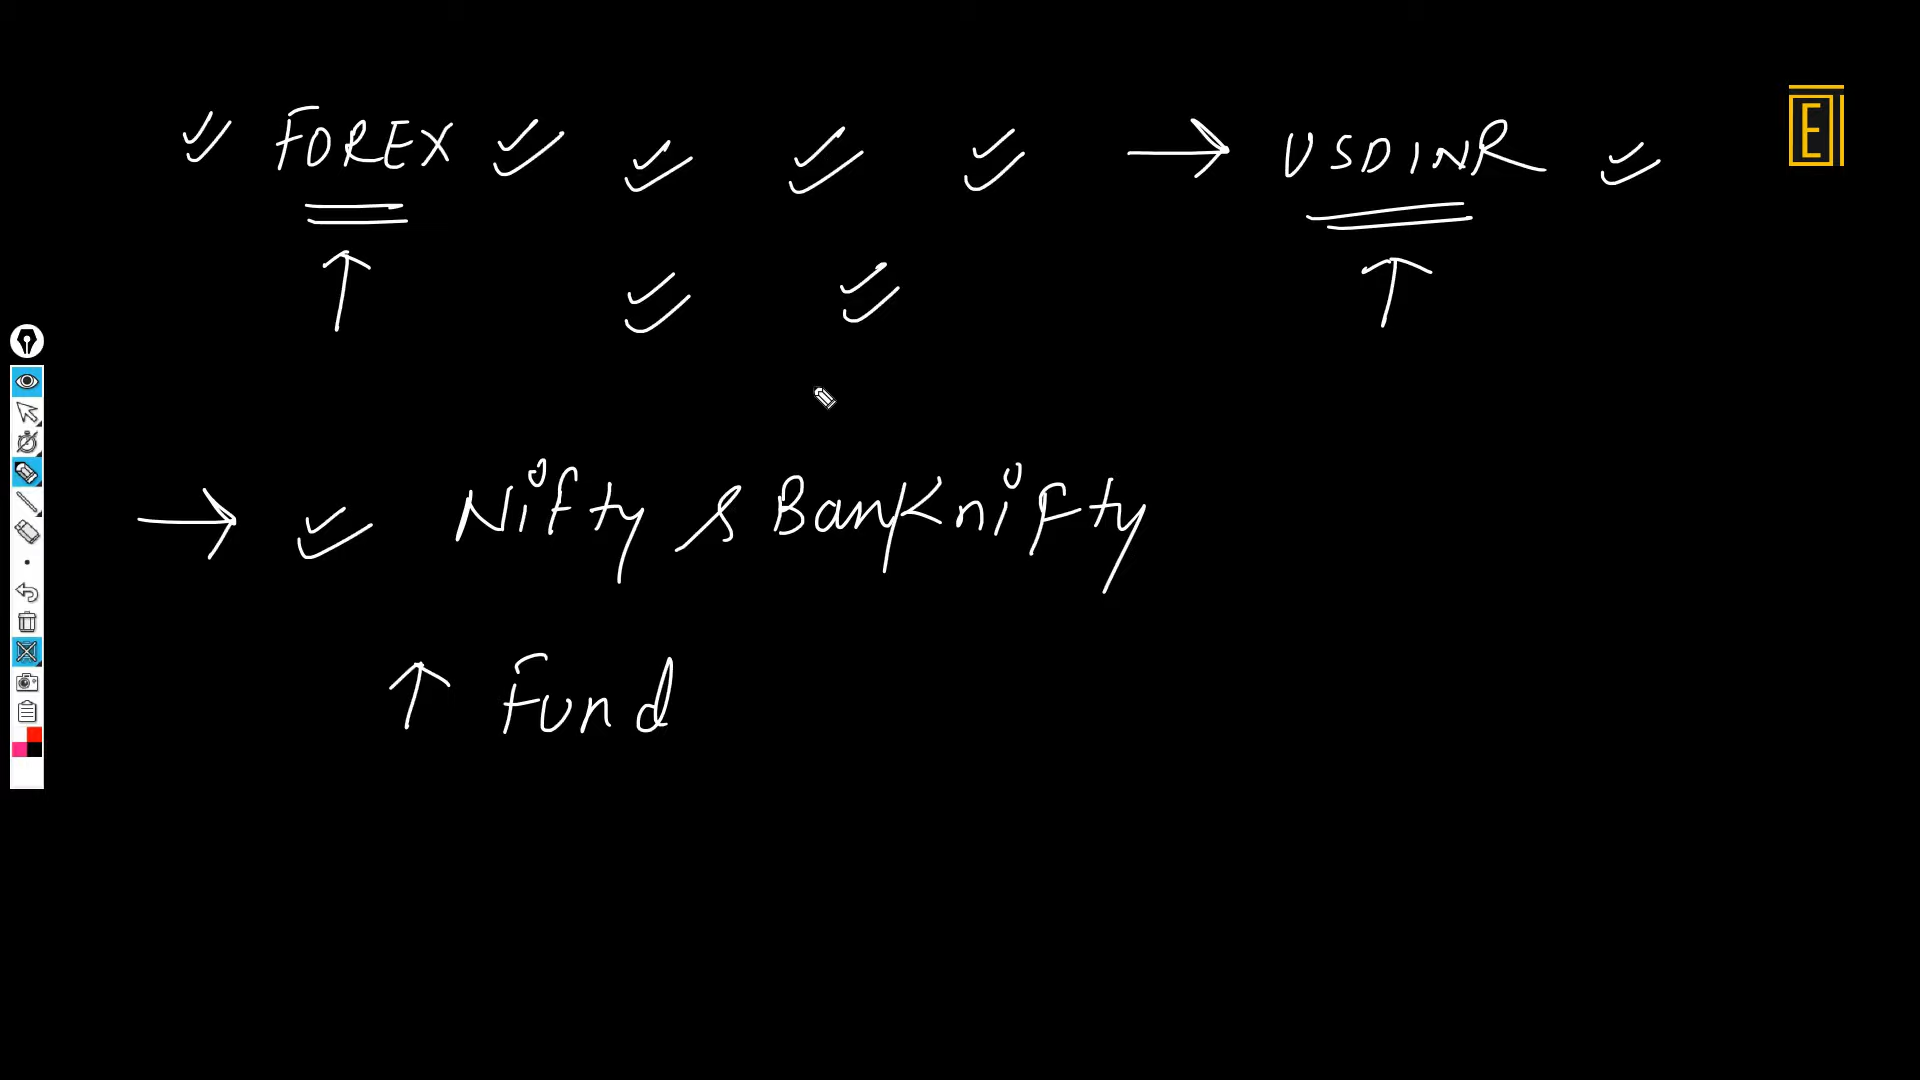 FOREX → USDINR
→ Nifty & BankNifty
↑ Fund
E